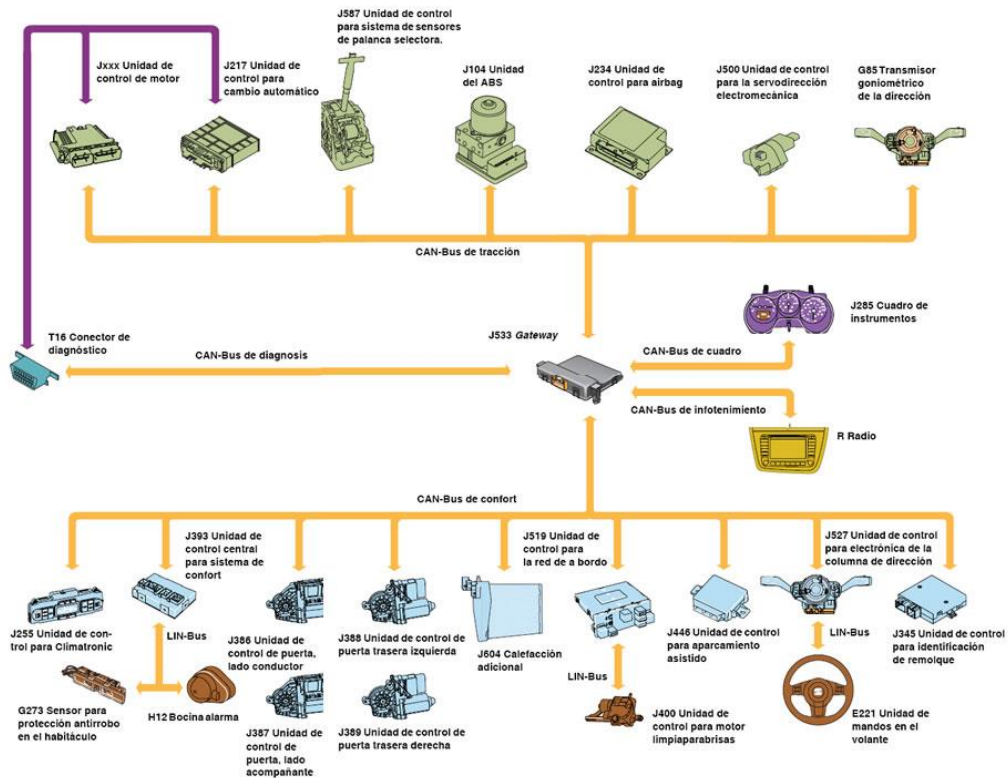 J587 Unidad de control
para sistema de sensores
de palanca selectora.
Jxxx Unidad de
control de motor
J217 Unidad de
control para
cambio automático
J104 Unidad
del ABS
J234 Unidad de
control para airbag
J500 Unidad de control
para la servodirección
electromecánica
G85 Transmisor
goniométrico
de la dirección
CAN-Bus de tracción
J285 Cuadro de
instrumentos
T16 Conector de
diagnóstico
J533 Gateway
CAN-Bus de diagnosis
CAN-Bus de cuadro
CAN-Bus de infotenimiento
R Radio
CAN-Bus de confort
J393 Unidad de
control central
para sistema de
confort
J519 Unidad de
control para
la red de a bordo
J527 Unidad de control
para electrónica de la
columna de dirección
J255 Unidad de con-
trol para Climatronic
LIN-Bus
J386 Unidad de
control de puerta,
lado conductor
J388 Unidad de control de
puerta trasera izquierda
J604 Calefacción
adicional
J446 Unidad de control
para aparcamiento
asistido
LIN-Bus
J345 Unidad de control
para identificación
de remolque
LIN-Bus
G273 Sensor para
protección antirrobo
en el habitáculo
H12 Bocina alarma
J387 Unidad de
control de
puerta, lado
acompañante
J389 Unidad de control de
puerta trasera derecha
J400 Unidad de
control para motor
limpiaparabrisas
E221 Unidad de
mandos en el
volante